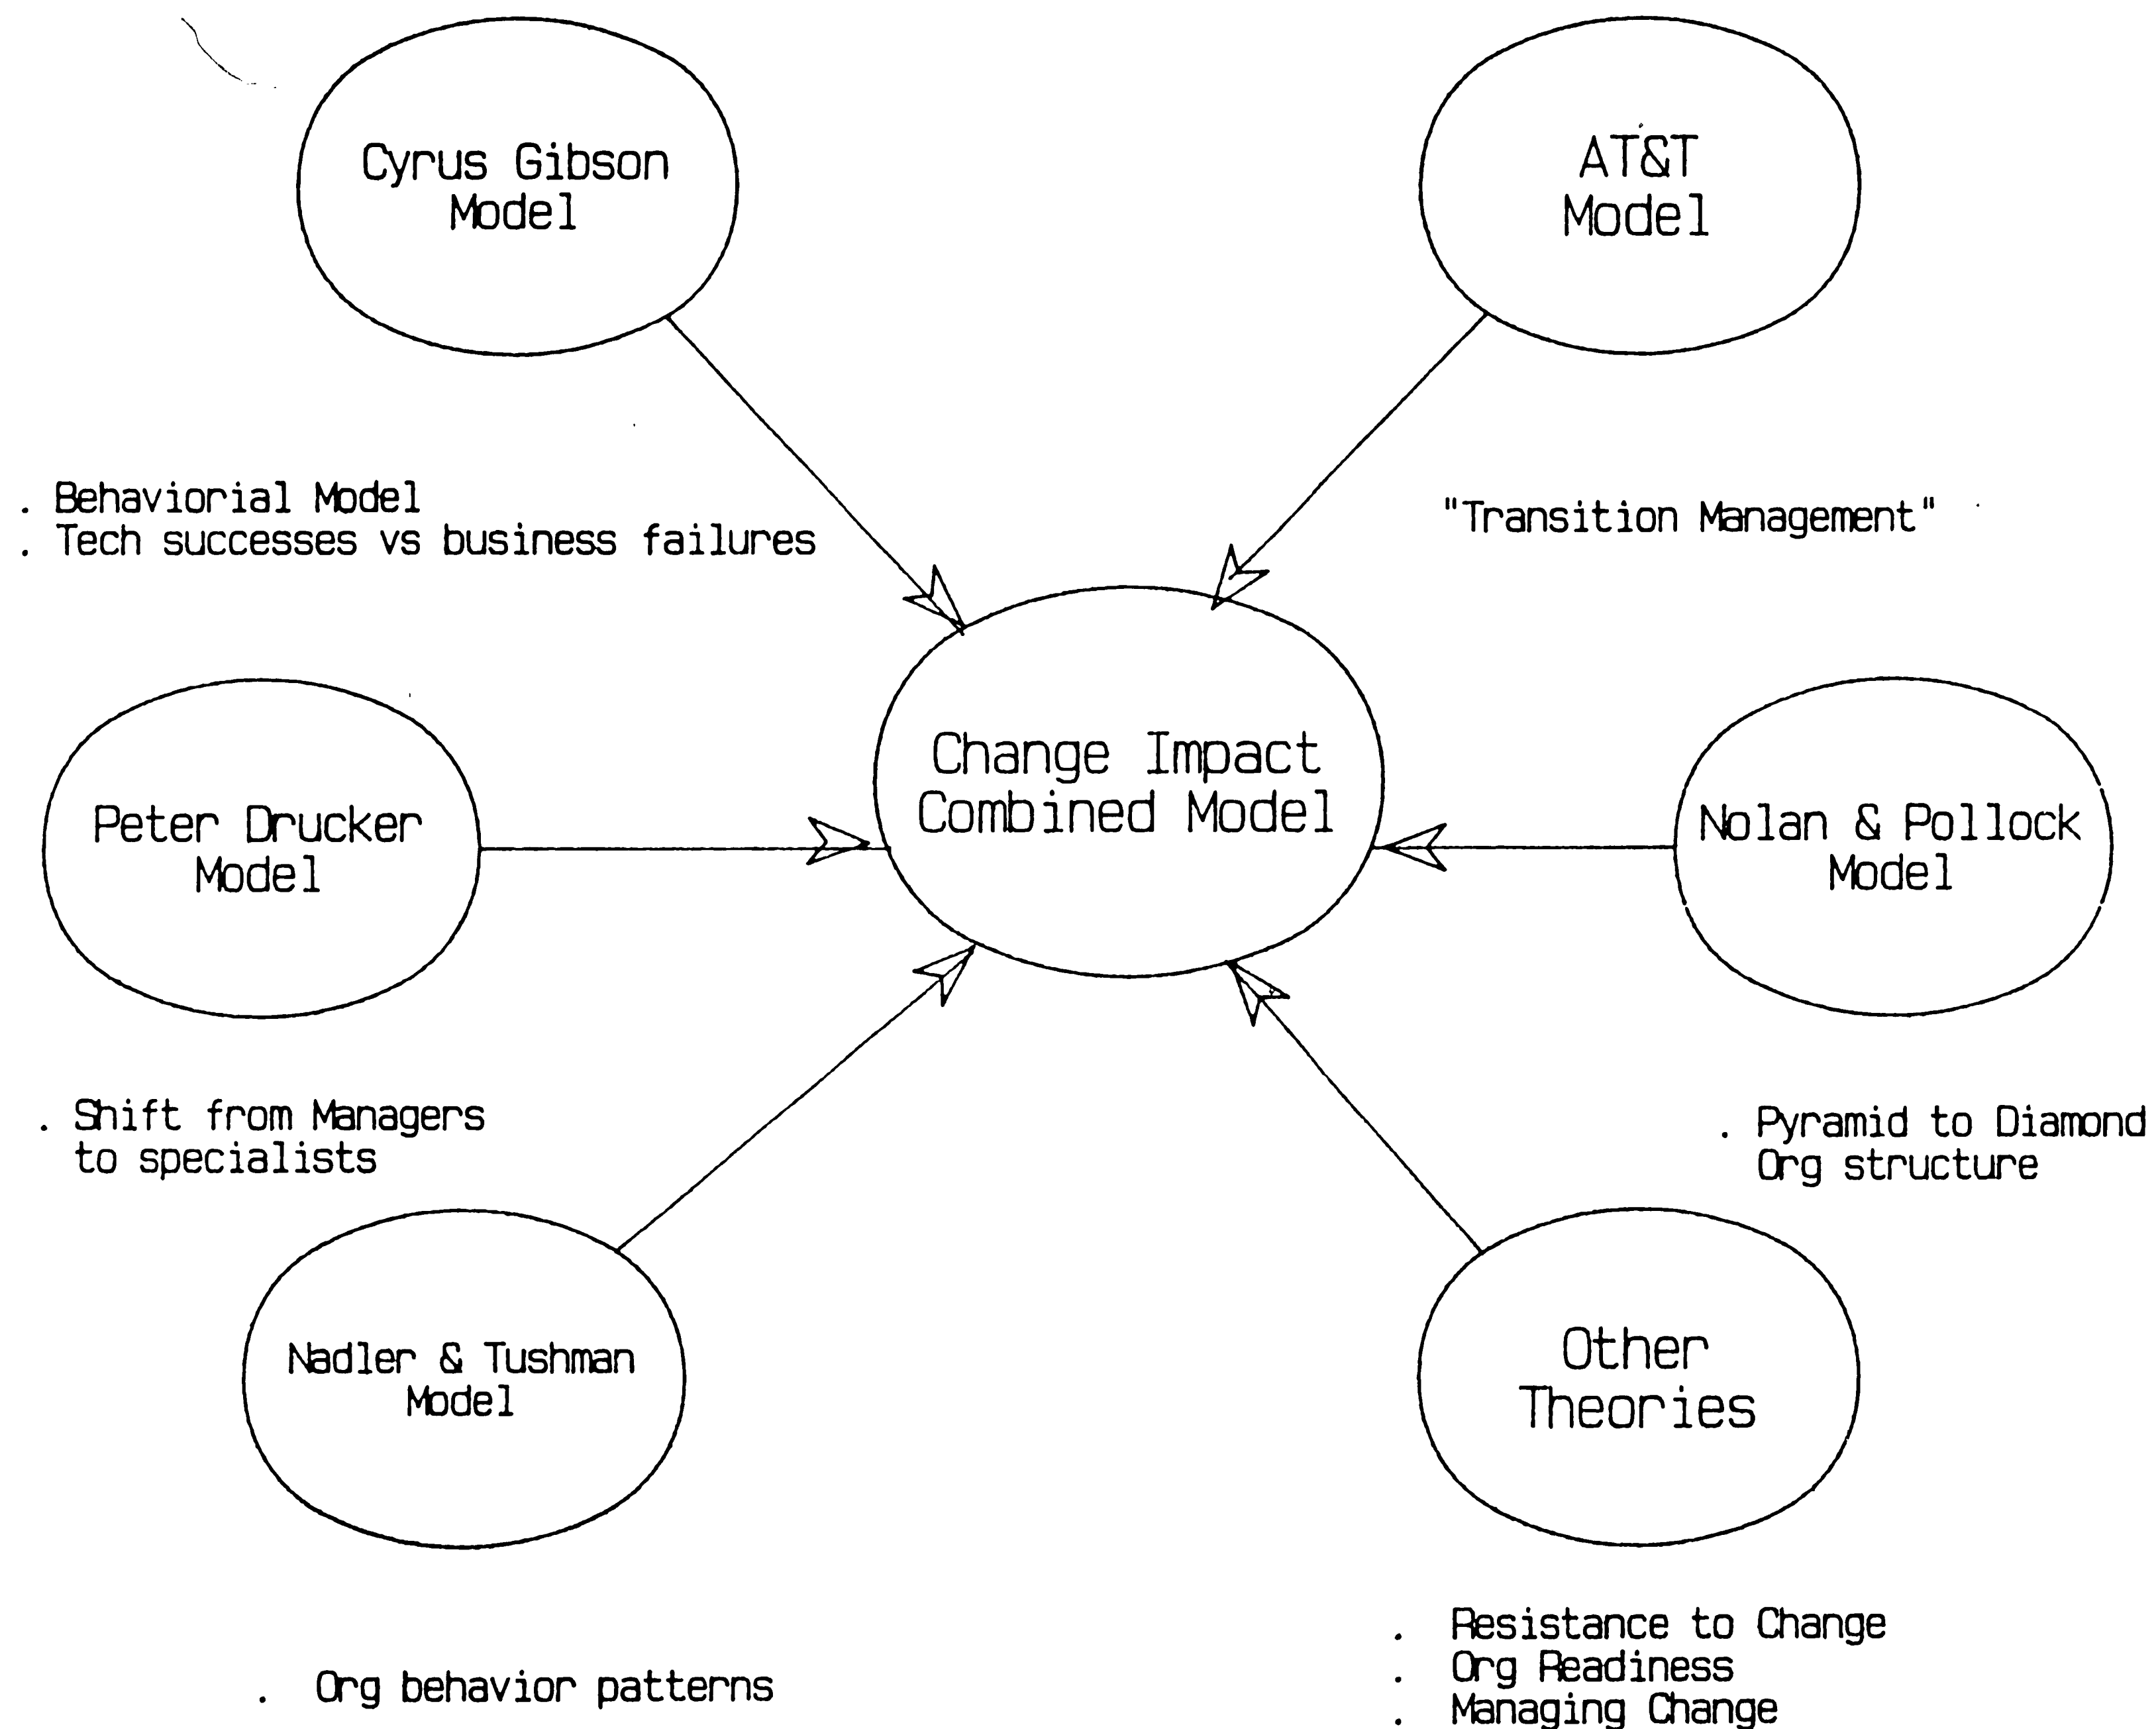 Cyrus Gibson
Model
AT&T
Model
. Behaviorial Model
. Tech successes vs business failures
"Transition Management"
Change Impact
Combined Model
Peter Drucker
Model
Nolan & Pollock
Model
. Shift from Managers
to specialists
. Pyramid to Diamond
Org structure
Nadler & Tushman
Model
Other
Theories
. Org behavior patterns
. Resistance to Change
. Org Readiness
. Managing Change